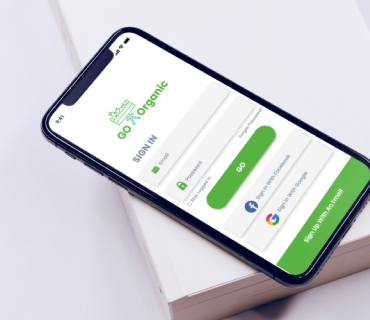 9:41
GO Organic
SIGN IN
Email
Password
Stay Logged In
Forgot Password?
GO
Sign In With Facebook
Sign In With Google
Sign Up With An Email